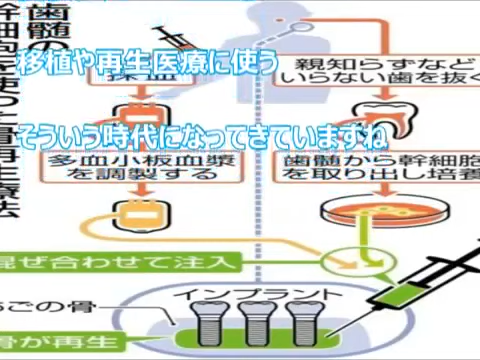 歯髄の
幹細胞を使った骨再生療法
移植や再生医療に使う
採血
親知らずなど
いらない歯を抜く
そういう時代になってきていますね
多血小板血漿
を調製する
歯髄から幹細胞
を取り出し培養
混ぜ合わせて注入
インプラント
あごの骨
骨が再生